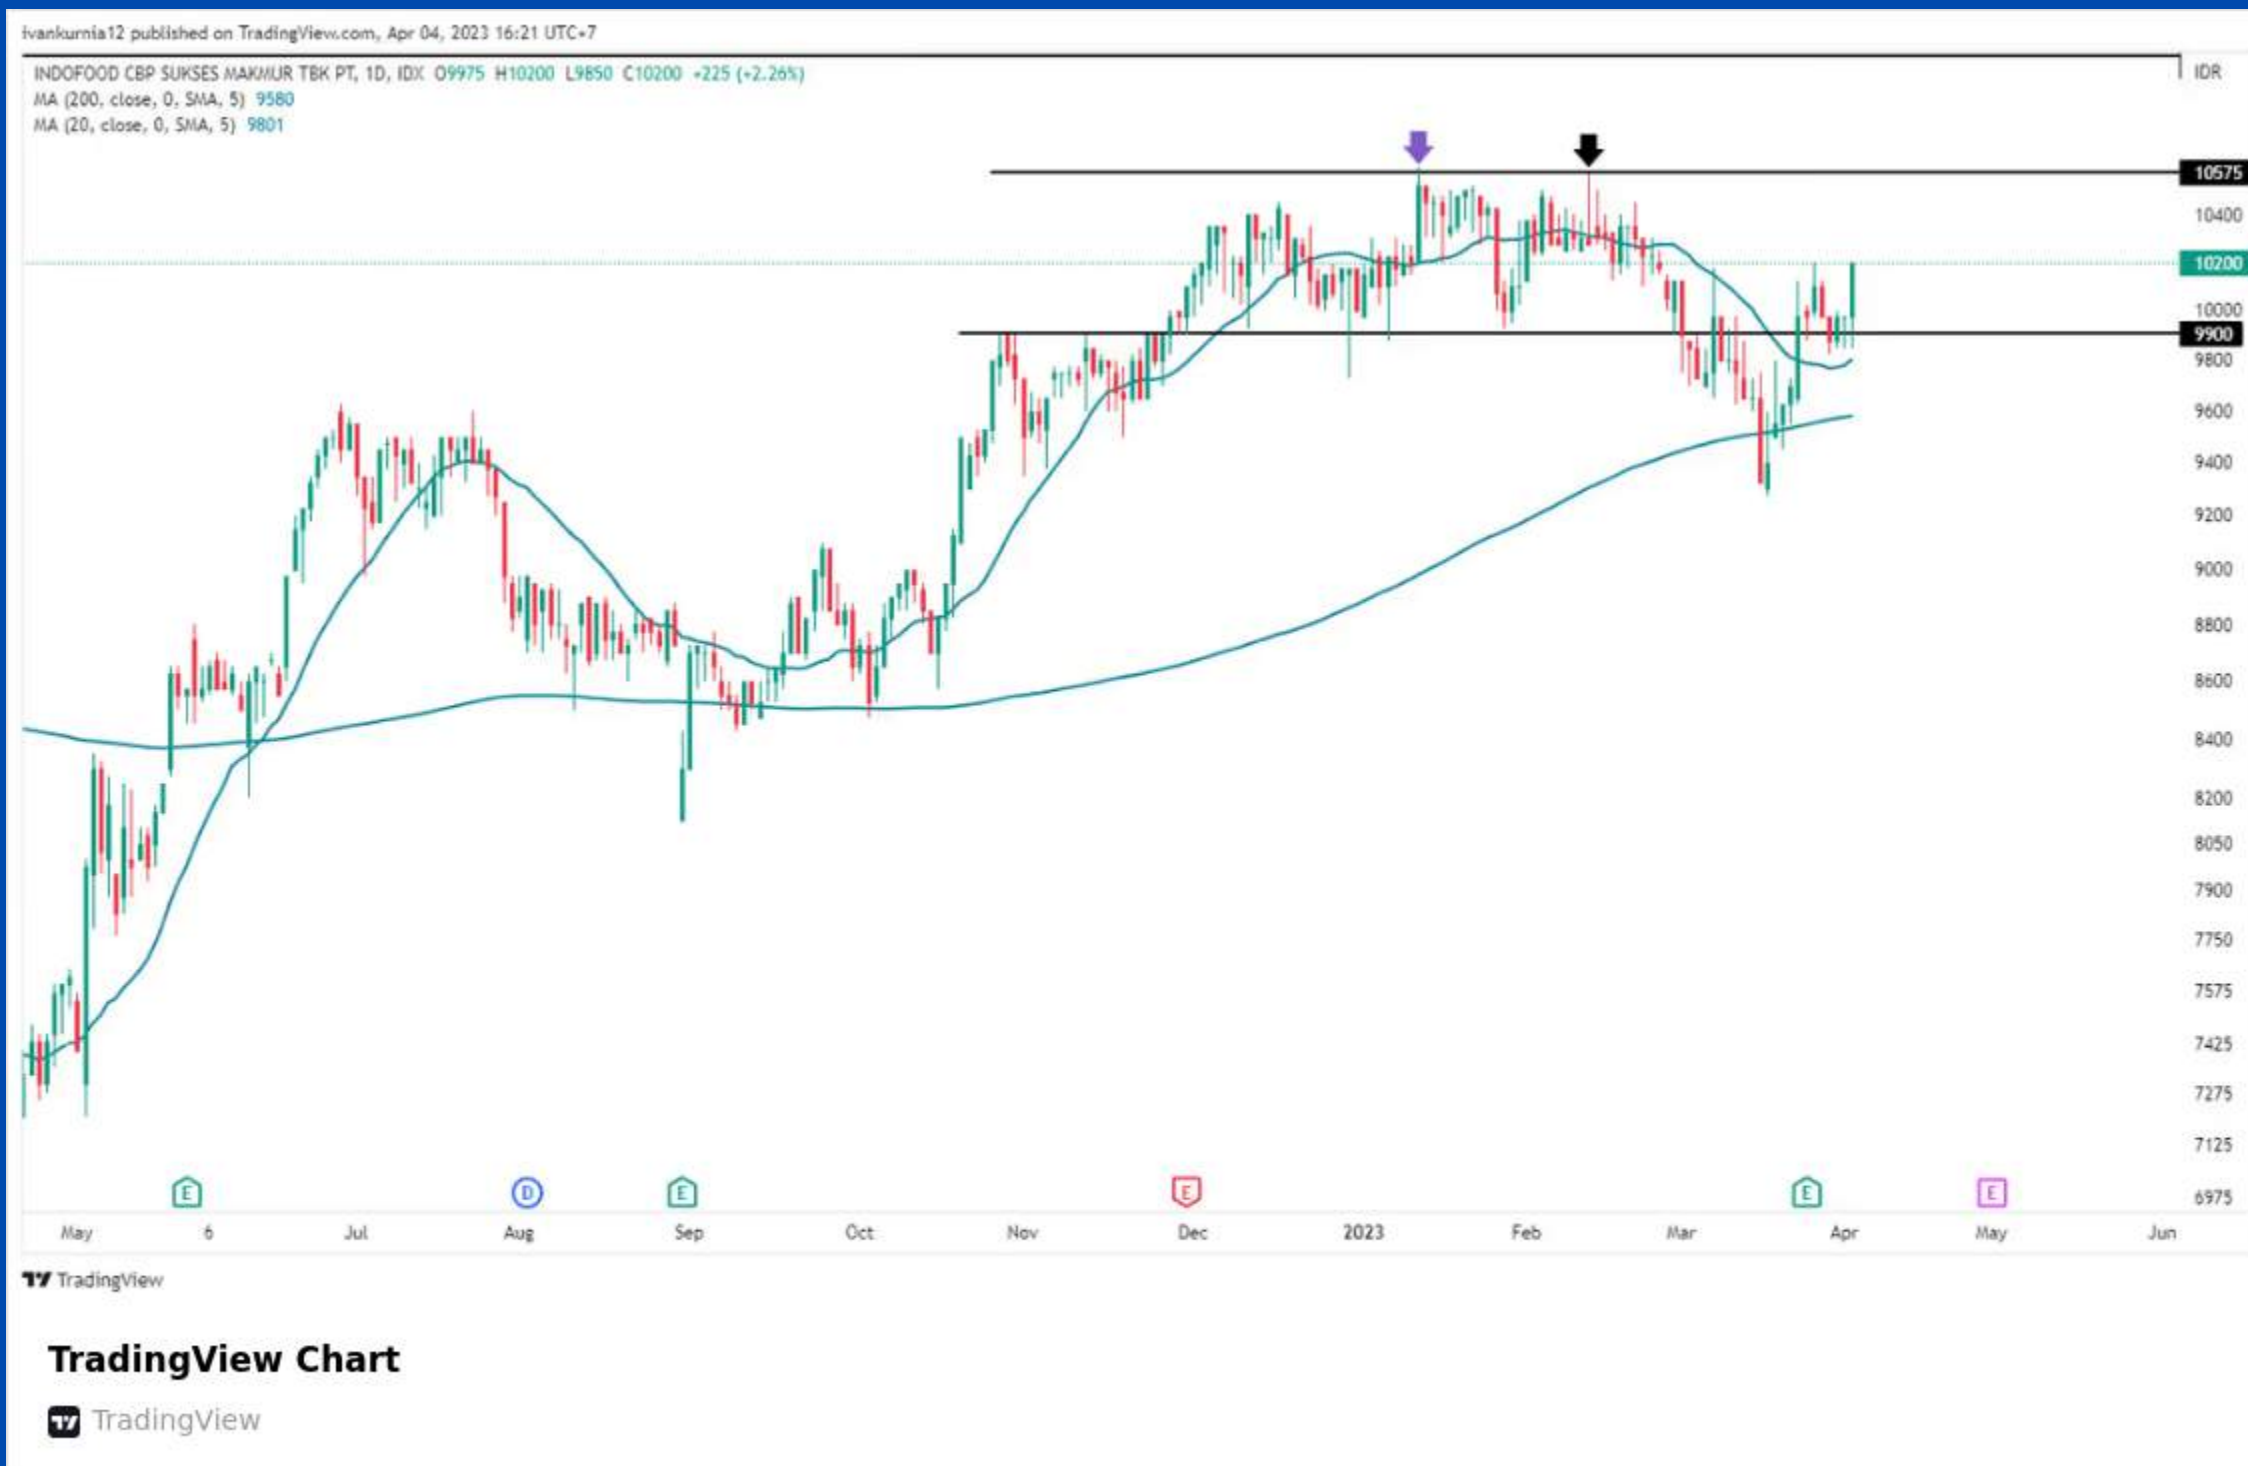 ivankurnia12 published on TradingView.com, Apr 04, 2023 16:21 UTC+7
INDOFOOD CBP SUKSES MAKMUR TBK PT, 1D, IDX O9975 H10200 L9850 C10200 +225 (+2.26%)
MA (200, close, 0, SMA, 5) 9580
MA (20, close, 0, SMA, 5) 9801
IDR
10575
10400
10200
10000
9900
9800
9600
9400
9200
9000
8800
8600
8400
8200
8050
7900
7750
7575
7425
7275
7125
6975
E D E E E E
May 6 Jul Aug Sep Oct Nov Dec 2023 Feb Mar Apr May Jun
TradingView
TradingView Chart
TradingView